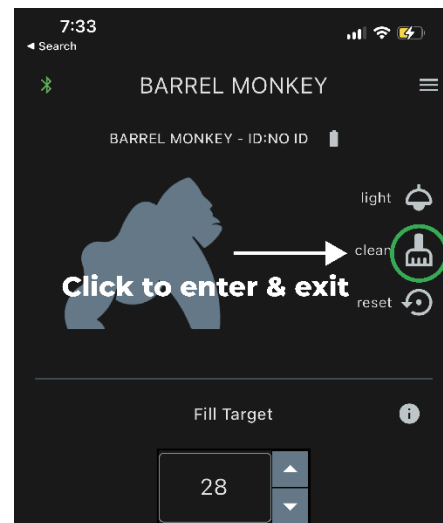 7:33
◀ Search
BARREL MONKEY
BARREL MONKEY - ID:NO ID
light
clean
Click to enter & exit
reset
Fill Target
28